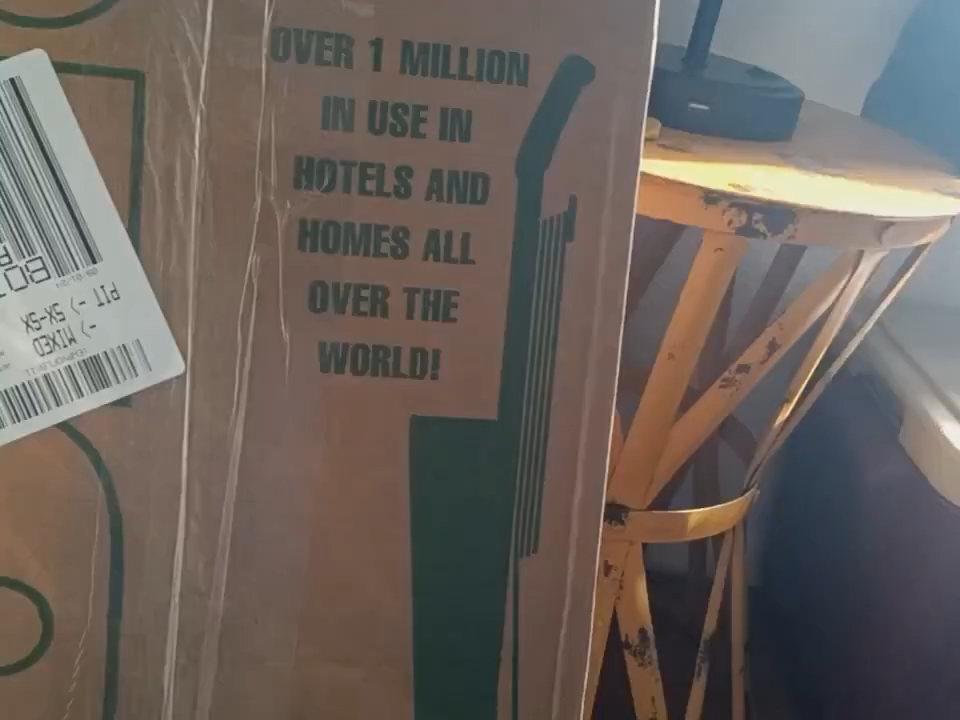 OVER 1 MILLION
IN USE IN
HOTELS AND
HOMES ALL
OVER THE
WORLD!
PIT -> SX-SX
-> MIXED